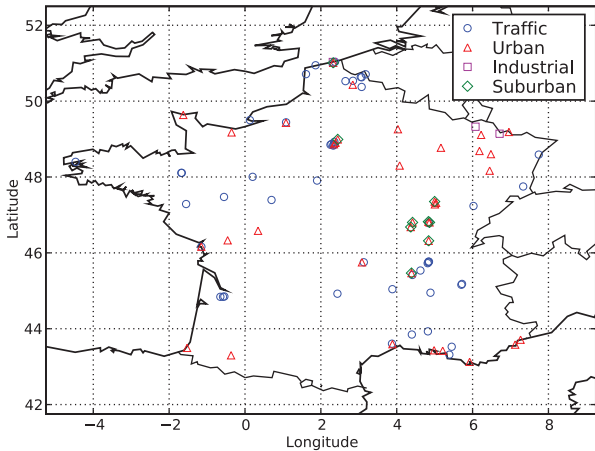 Traffic
Urban
Industrial
Suburban
52
50
48
46
44
42
Latitude
−4
−2
0
2
4
6
8
Longitude